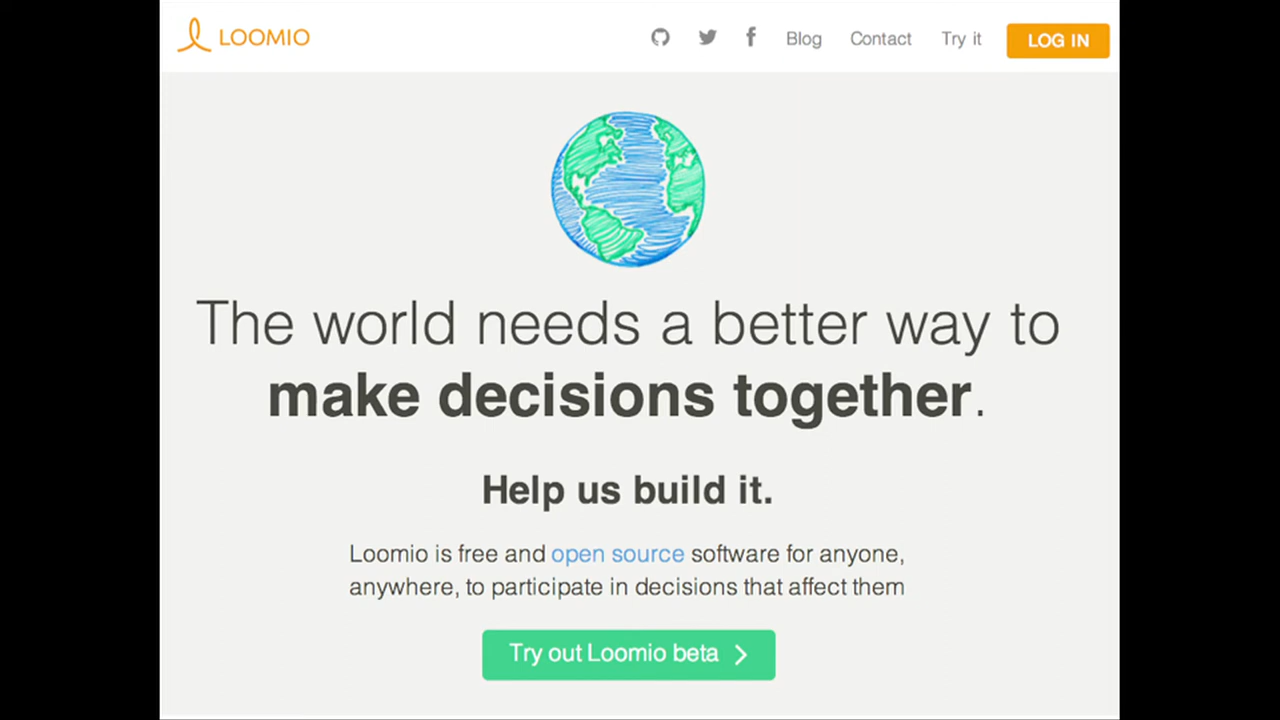 LOOMIO
Blog Contact Try it LOG IN
The world needs a better way to
make decisions together.
Help us build it.
Loomio is free and open source software for anyone,
anywhere, to participate in decisions that affect them
Try out Loomio beta